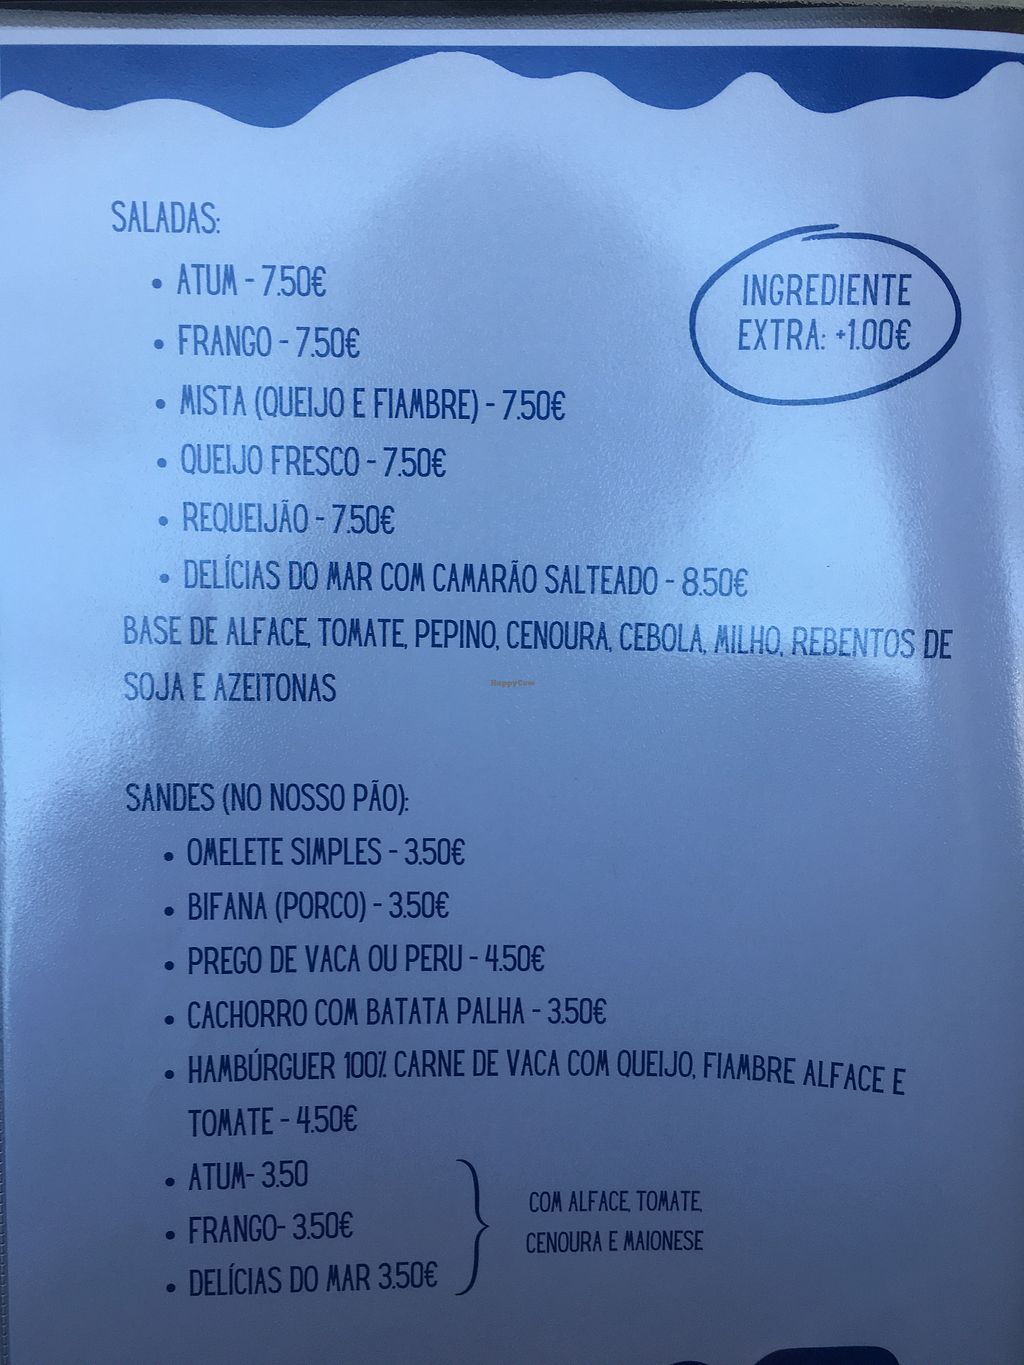 SALADAS:
• ATUM - 7.50€
• FRANGO - 7.50€
• MISTA (QUEIJO E FIAMBRE) - 7.50€
• QUEIJO FRESCO - 7.50€
• REQUEIJÃO - 7.50€
• DELÍCIAS DO MAR COM CAMARÃO SALTEADO - 8.50€
BASE DE ALFACE, TOMATE, PEPINO, CENOURA, CEBOLA, MILHO, REBENTOS DE
SOJA E AZEITONAS
INGREDIENTE
EXTRA: +1.00€
HappyCow
SANDES (NO NOSSO PÃO):
• OMELETE SIMPLES - 3.50€
• BIFANA (PORCO) - 3.50€
• PREGO DE VACA OU PERU - 4.50€
• CACHORRO COM BATATA PALHA - 3.50€
• HAMBÚRGUER 100% CARNE DE VACA COM QUEIJO, FIAMBRE ALFACE E
TOMATE - 4.50€
• ATUM- 3.50
• FRANGO- 3.50€
• DELÍCIAS DO MAR 3.50€
COM ALFACE, TOMATE,
CENOURA E MAIONESE